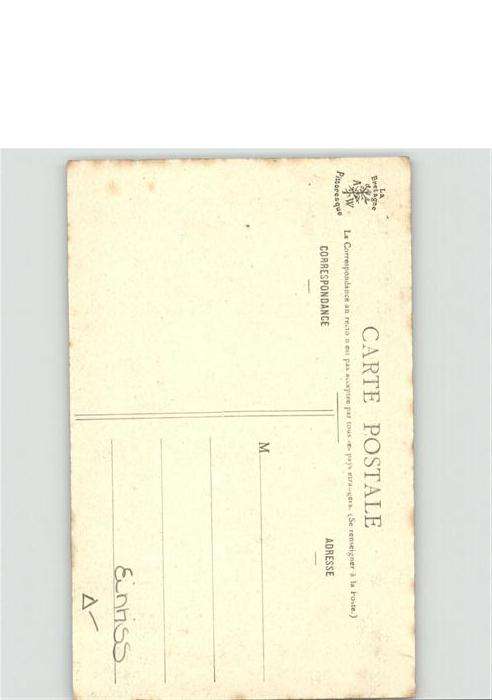 La
Bretagne
A W
Pittoresque
CARTE POSTALE
La Correspondance au recto n'est pas acceptée par tous les pays étrangers. (Se renseigner à la Poste.)
CORRESPONDANCE
ADRESSE
M